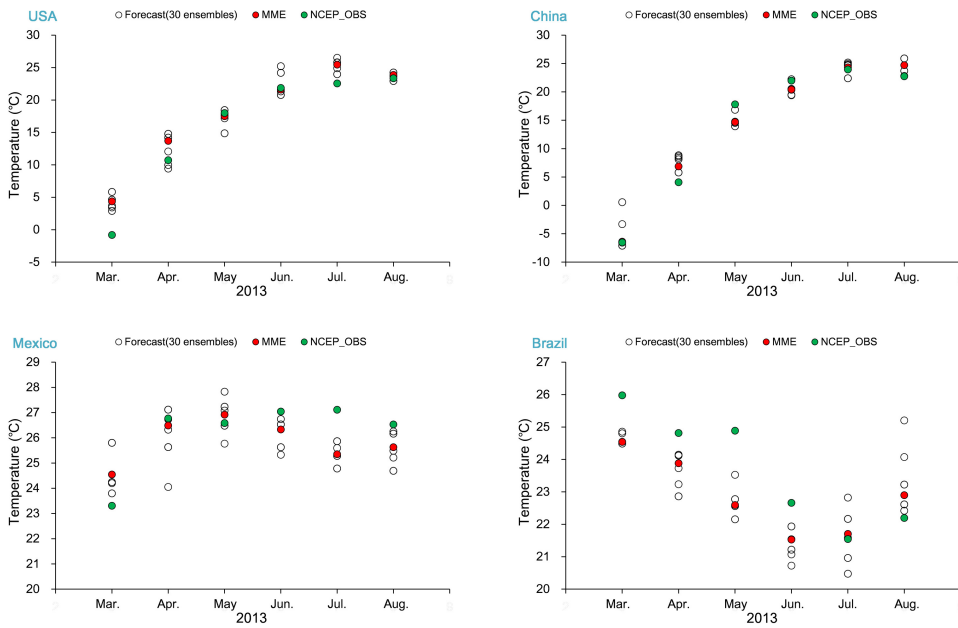 USA
Forecast(30 ensembles) MME NCEP_OBS
Temperature (°C)
30
25
20
15
10
5
0
-5
Mar. Apr. May Jun. Jul. Aug.
2013
China
Forecast(30 ensembles) MME NCEP_OBS
Temperature (°C)
30
25
20
15
10
5
0
-5
-10
Mar. Apr. May Jun. Jul. Aug.
2013
Mexico
Forecast(30 ensembles) MME NCEP_OBS
Temperature (°C)
29
28
27
26
25
24
23
22
21
20
Mar. Apr. May Jun. Jul. Aug.
2013
Brazil
Forecast(30 ensembles) MME NCEP_OBS
Temperature (°C)
27
26
25
24
23
22
21
20
Mar. Apr. May Jun. Jul. Aug.
2013